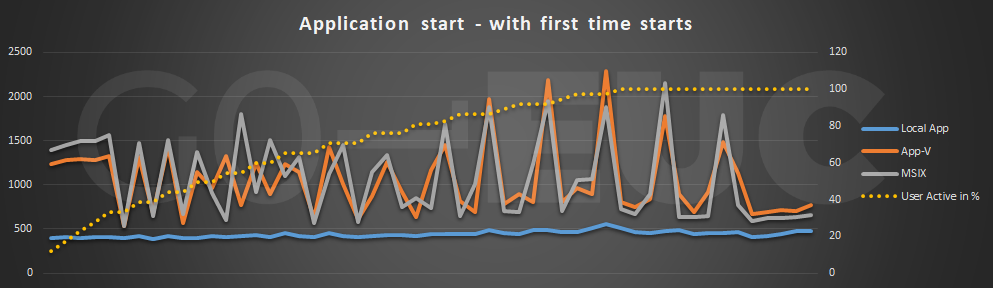 Application start - with first time starts
2500
2000
1500
1000
500
0
120
100
80
60
40
20
0
Local App
App-V
MSIX
User Active in %
GO-EUC